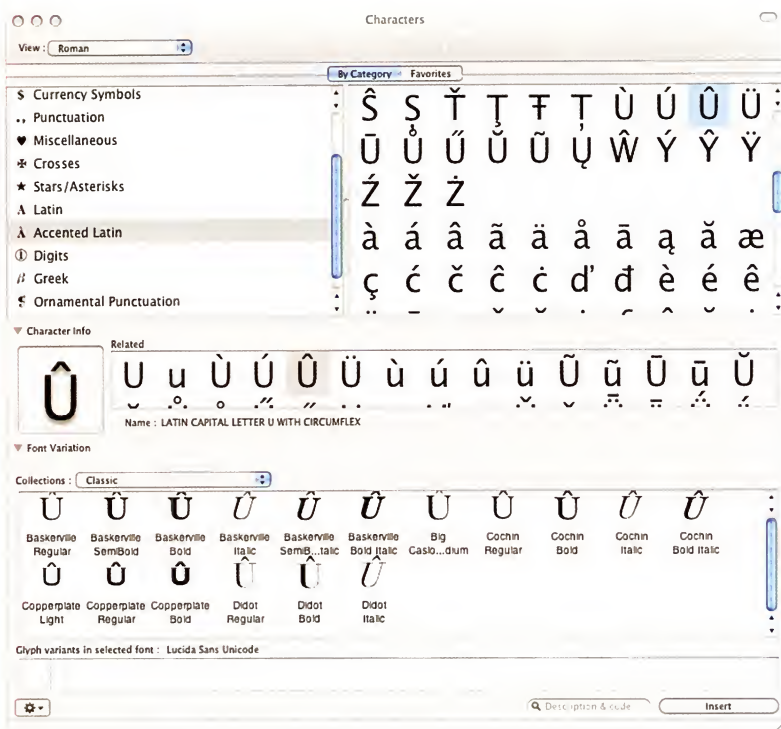 Characters
View : Roman
By Category Favorites
$ Currency Symbols
., Punctuation
♥ Miscellaneous
✠ Crosses
★ Stars/Asterisks
A Latin
À Accented Latin
① Digits
β Greek
¶ Ornamental Punctuation
Ŝ Ş Ť Ţ Ŧ Ț Ù Ú Û Ü
Ū Ů Ű Ŭ Ũ Ų Ŵ Ý Ŷ Ÿ
Ź Ž Ż
à á â ã ä å ā ą ă æ
ç ć č ĉ ċ ď đ è é ê
Character Info
Related
Û
U u Ù Ú Û Ü ù ú û ü Ũ ũ Ū ū Ŭ
Name : LATIN CAPITAL LETTER U WITH CIRCUMFLEX
Font Variation
Collections : Classic
Û Û Û Û Û Û Û Û Û Û Û
Baskerville Regular
Baskerville SemiBold
Baskerville Bold
Baskerville Italic
Baskerville SemiB...talic
Baskerville Bold Italic
Big Caslo...dium
Cochin Regular
Cochin Bold
Cochin Italic
Cochin Bold Italic
Û Û Û Û Û Û
Copperplate Light
Copperplate Regular
Copperplate Bold
Didot Regular
Didot Bold
Didot Italic
Glyph variants in selected font : Lucida Sans Unicode
Description & code
Insert